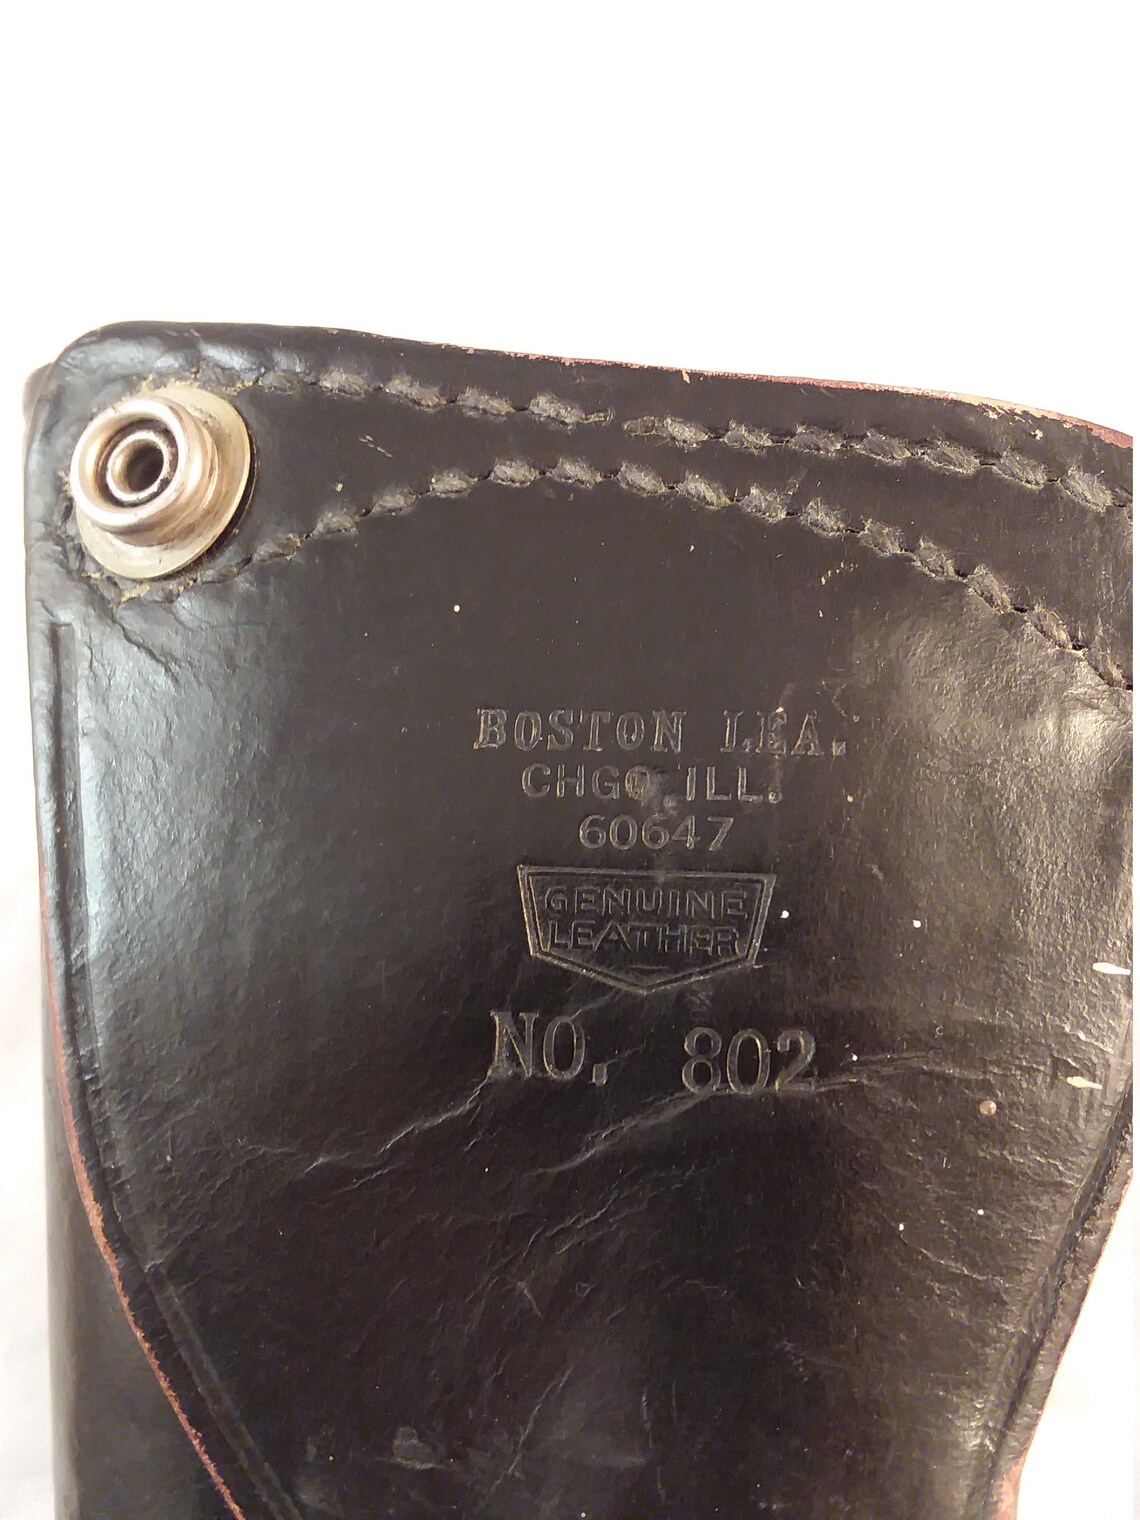 BOSTON LEA.
CHGO. ILL.
60647
GENUINE
LEATHER
NO. 802